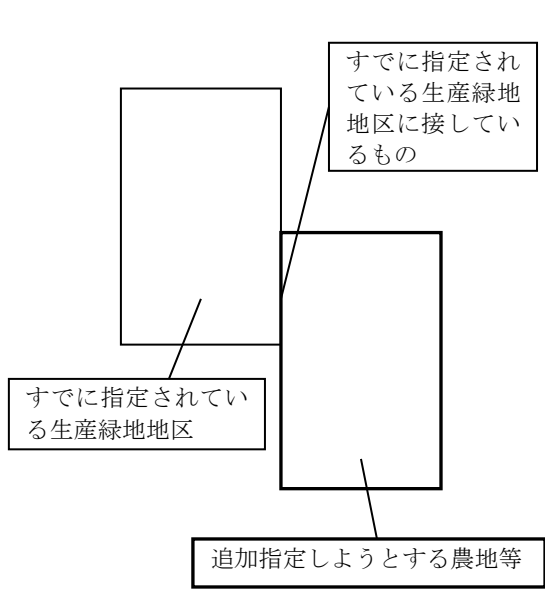 すでに指定され
ている生産緑地
地区に接してい
るもの
すでに指定されてい
る生産緑地地区
追加指定しようとする農地等